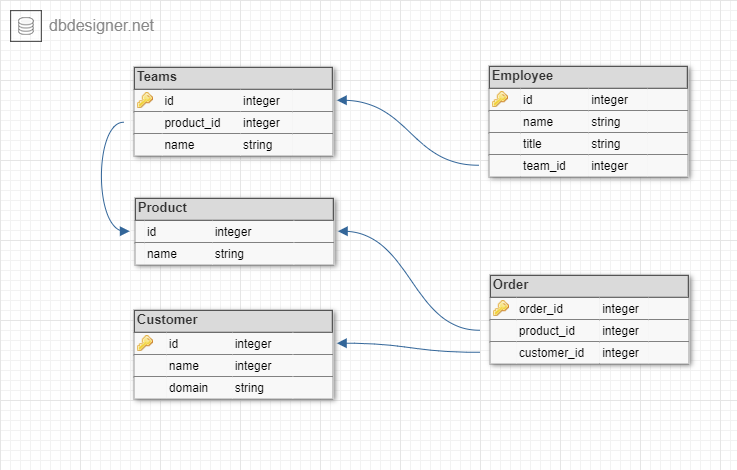 dbdesigner.net
Teams
id integer
product_id integer
name string
Employee
id integer
name string
title string
team_id integer
Product
id integer
name string
Order
order_id integer
product_id integer
customer_id integer
Customer
id integer
name integer
domain string